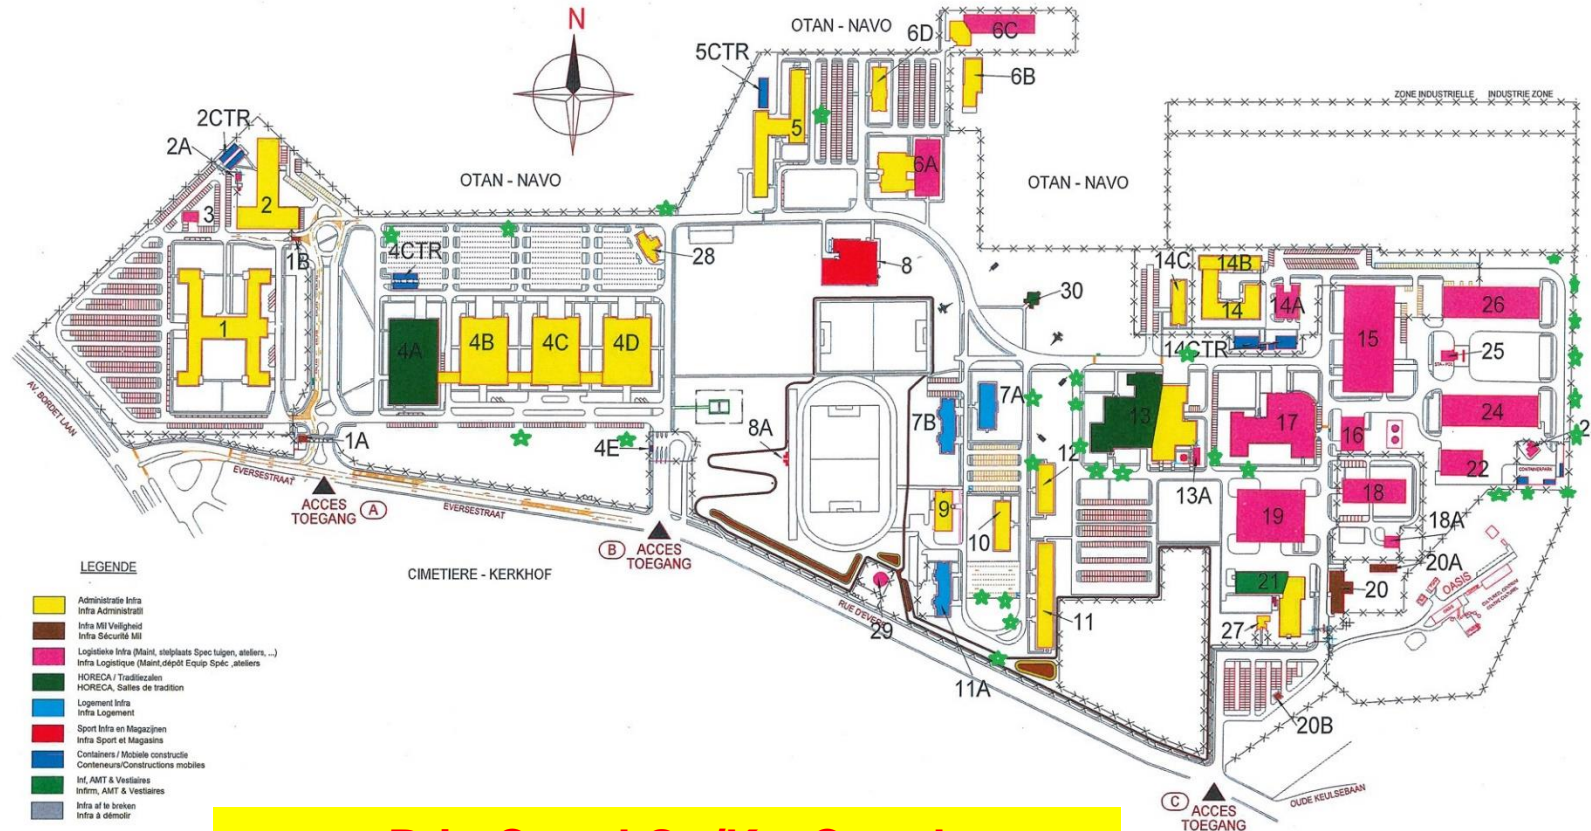 N
OTAN - NAVO
6D
6C
5CTR
6B
ZONE INDUSTRIELLE INDUSTRIE ZONE
2CTR
5
2A
6A
OTAN - NAVO
OTAN - NAVO
3
2
1B
4CTR
28
8
14C
14B
14
14A
26
30
15
1
4A
4B
4C
4D
14CTR
25
7A
7B
13
17
24
AV. BORDET LAAN
16
2
1A
4E
8A
12
22
CONTAINERPARK
EVERSESTRAAT
13A
18
ACCES
TOEGANG
A
EVERSESTRAAT
9
10
19
18A
B
ACCES
TOEGANG
20A
CIMETIERE - KERKHOF
21
20
OASIS
29
RUE D'EVERE
11
27
11A
20B
C
ACCES
TOEGANG
OUDE KEULSEBAAN
LEGENDE
Administratie Infra
Infra Administratif
Infra Mil Veiligheid
Infra Sécurité Mil
Logistieke Infra (Maint, stelplaats Spec tuigen, ateliers, ...)
Infra Logistique (Maint,dépôt Equip Spéc ,ateliers
HORECA / Traditiezalen
HORECA, Salles de tradition
Logement Infra
Infra Logement
Sport Infra en Magazijnen
Infra Sport et Magasins
Containers / Mobiele constructie
Conteneurs/Constructions mobiles
Inf, AMT & Vestiaires
Infirm, AMT & Vestiaires
Infra af te breken
Infra à démolir